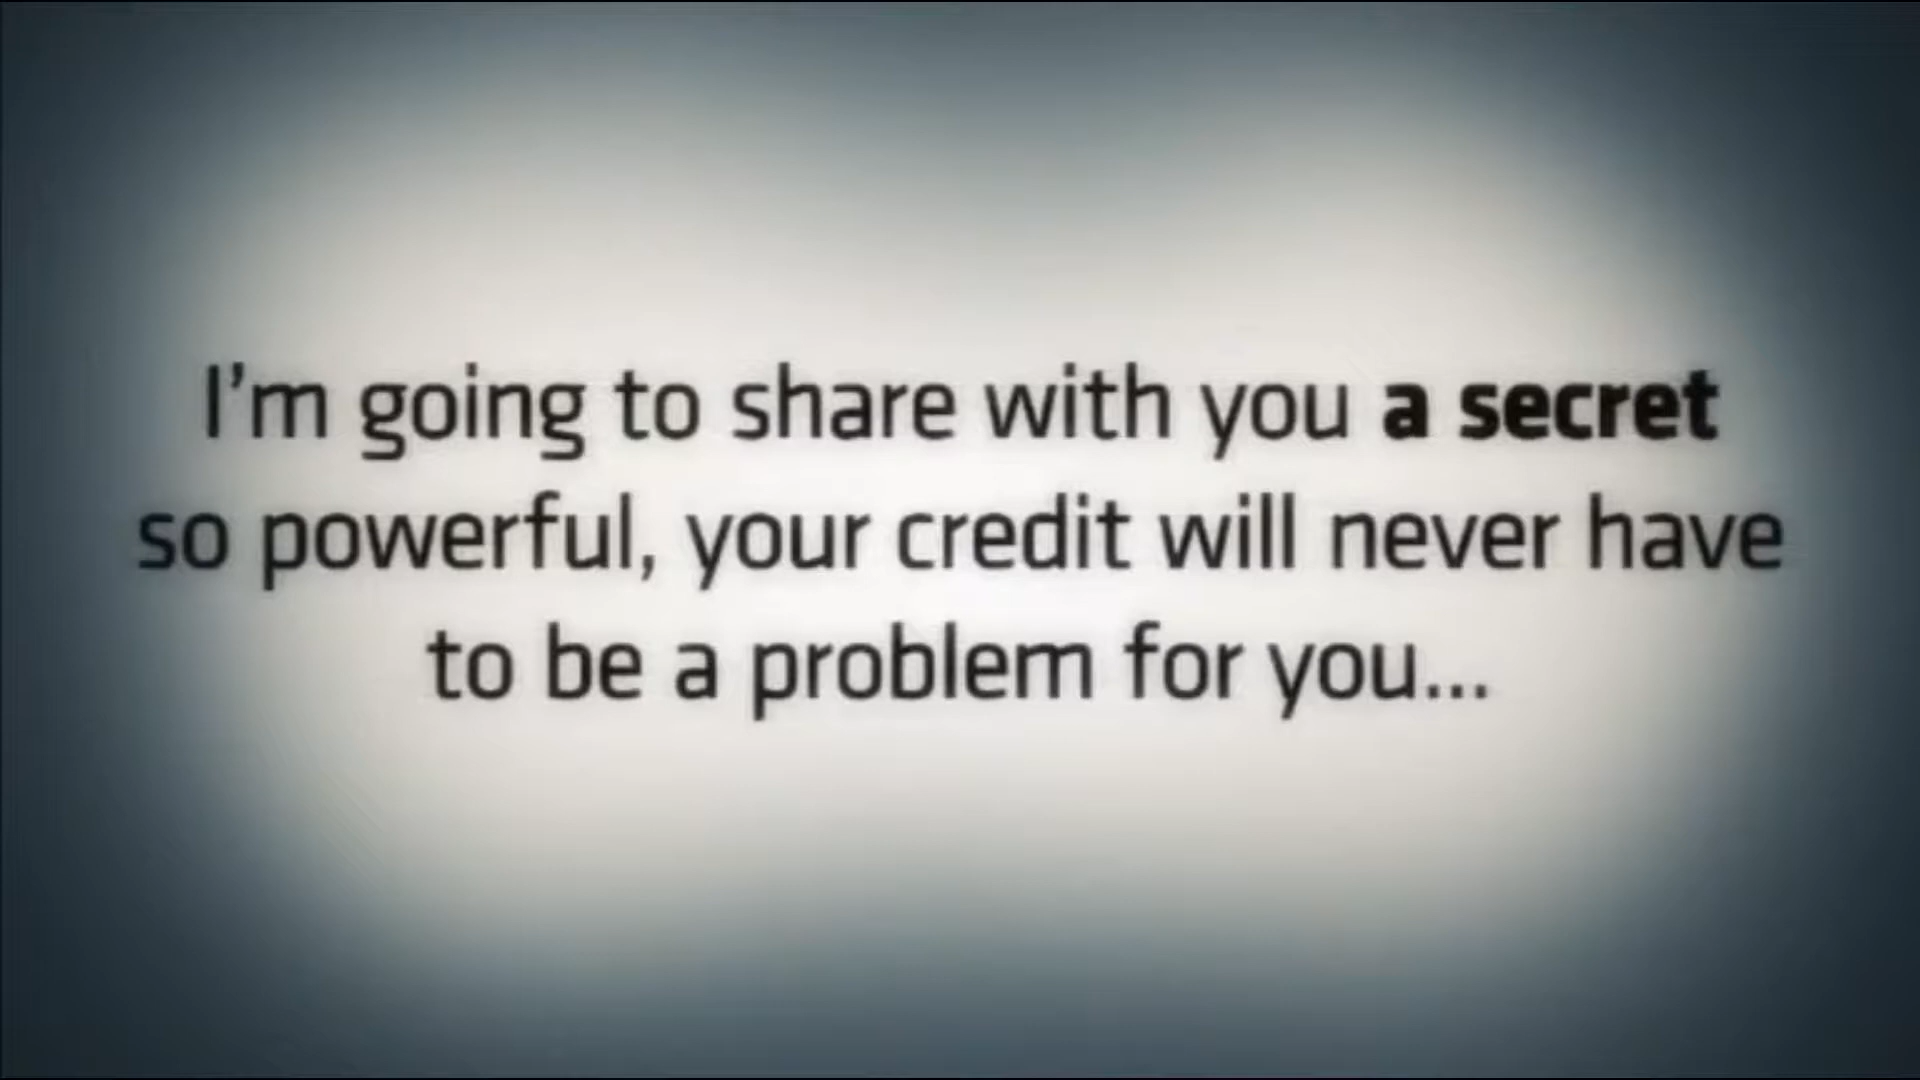 I'm going to share with you a secret
so powerful, your credit will never have
to be a problem for you...